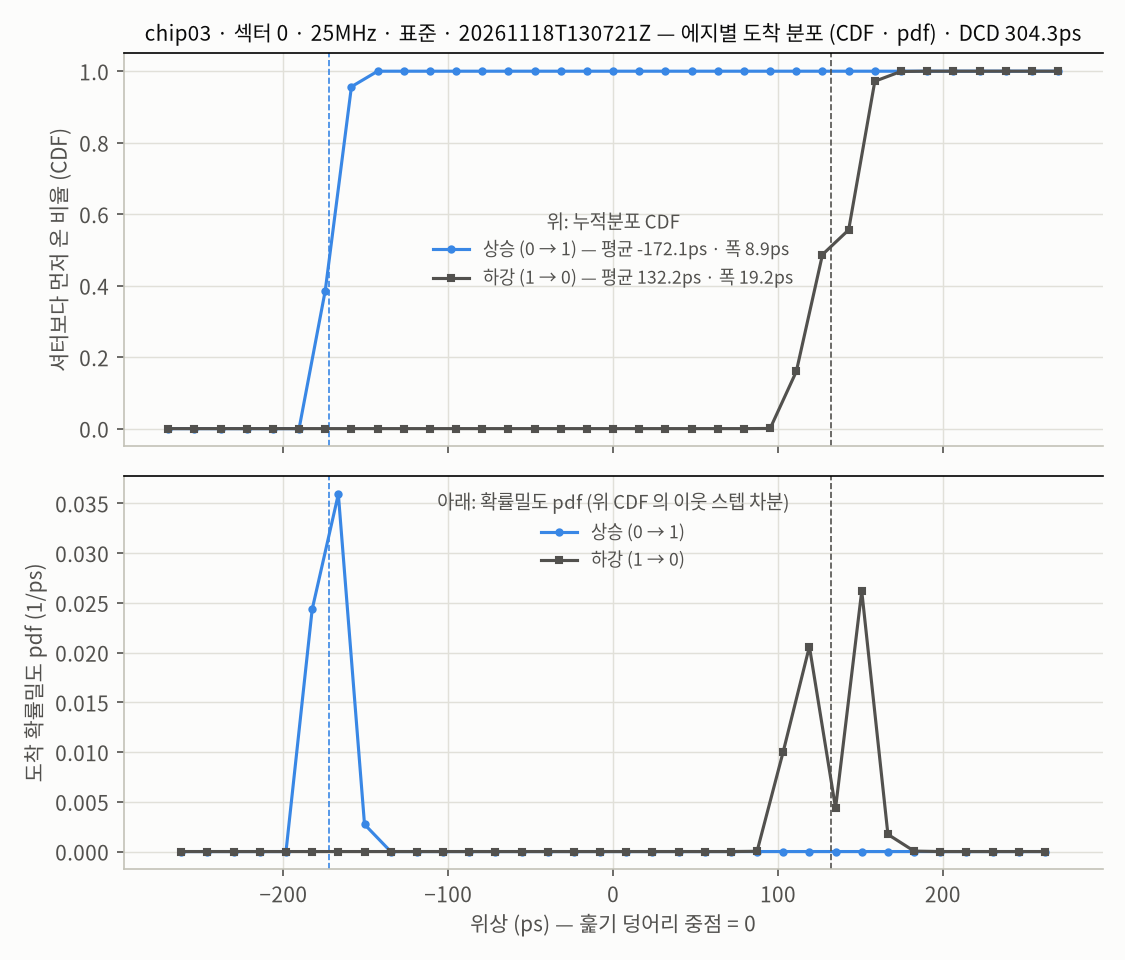 chip03 · 섹터 0 · 25MHz · 표준 · 20261118T130721Z — 에지별 도착 분포 (CDF · pdf) · DCD 304.3ps
1.0
0.8
0.6
0.4
0.2
0.0
셔터보다 먼저 온 비율 (CDF)
위: 누적분포 CDF
상승 (0 → 1) — 평균 -172.1ps · 폭 8.9ps
하강 (1 → 0) — 평균 132.2ps · 폭 19.2ps
0.035
0.030
0.025
0.020
0.015
0.010
0.005
0.000
도착 확률밀도 pdf (1/ps)
아래: 확률밀도 pdf (위 CDF 의 이웃 스텝 차분)
상승 (0 → 1)
하강 (1 → 0)
−200
−100
0
100
200
위상 (ps) — 훑기 덩어리 중점 = 0